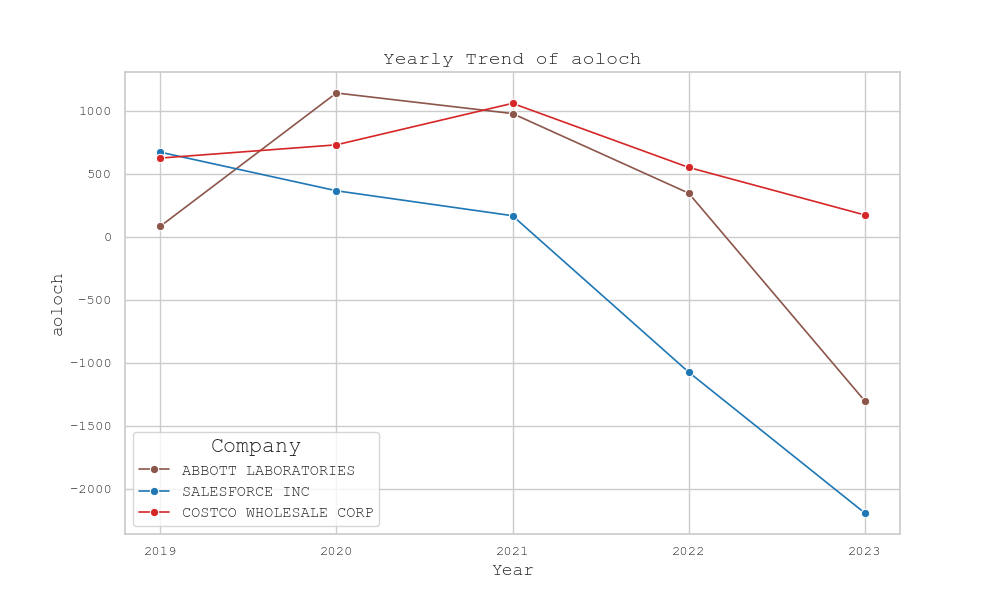 Yearly Trend of aoloch
aoloch
1000
500
0
−500
−1000
−1500
−2000
Company
ABBOTT LABORATORIES
SALESFORCE INC
COSTCO WHOLESALE CORP
2019 2020 2021 2022 2023
Year